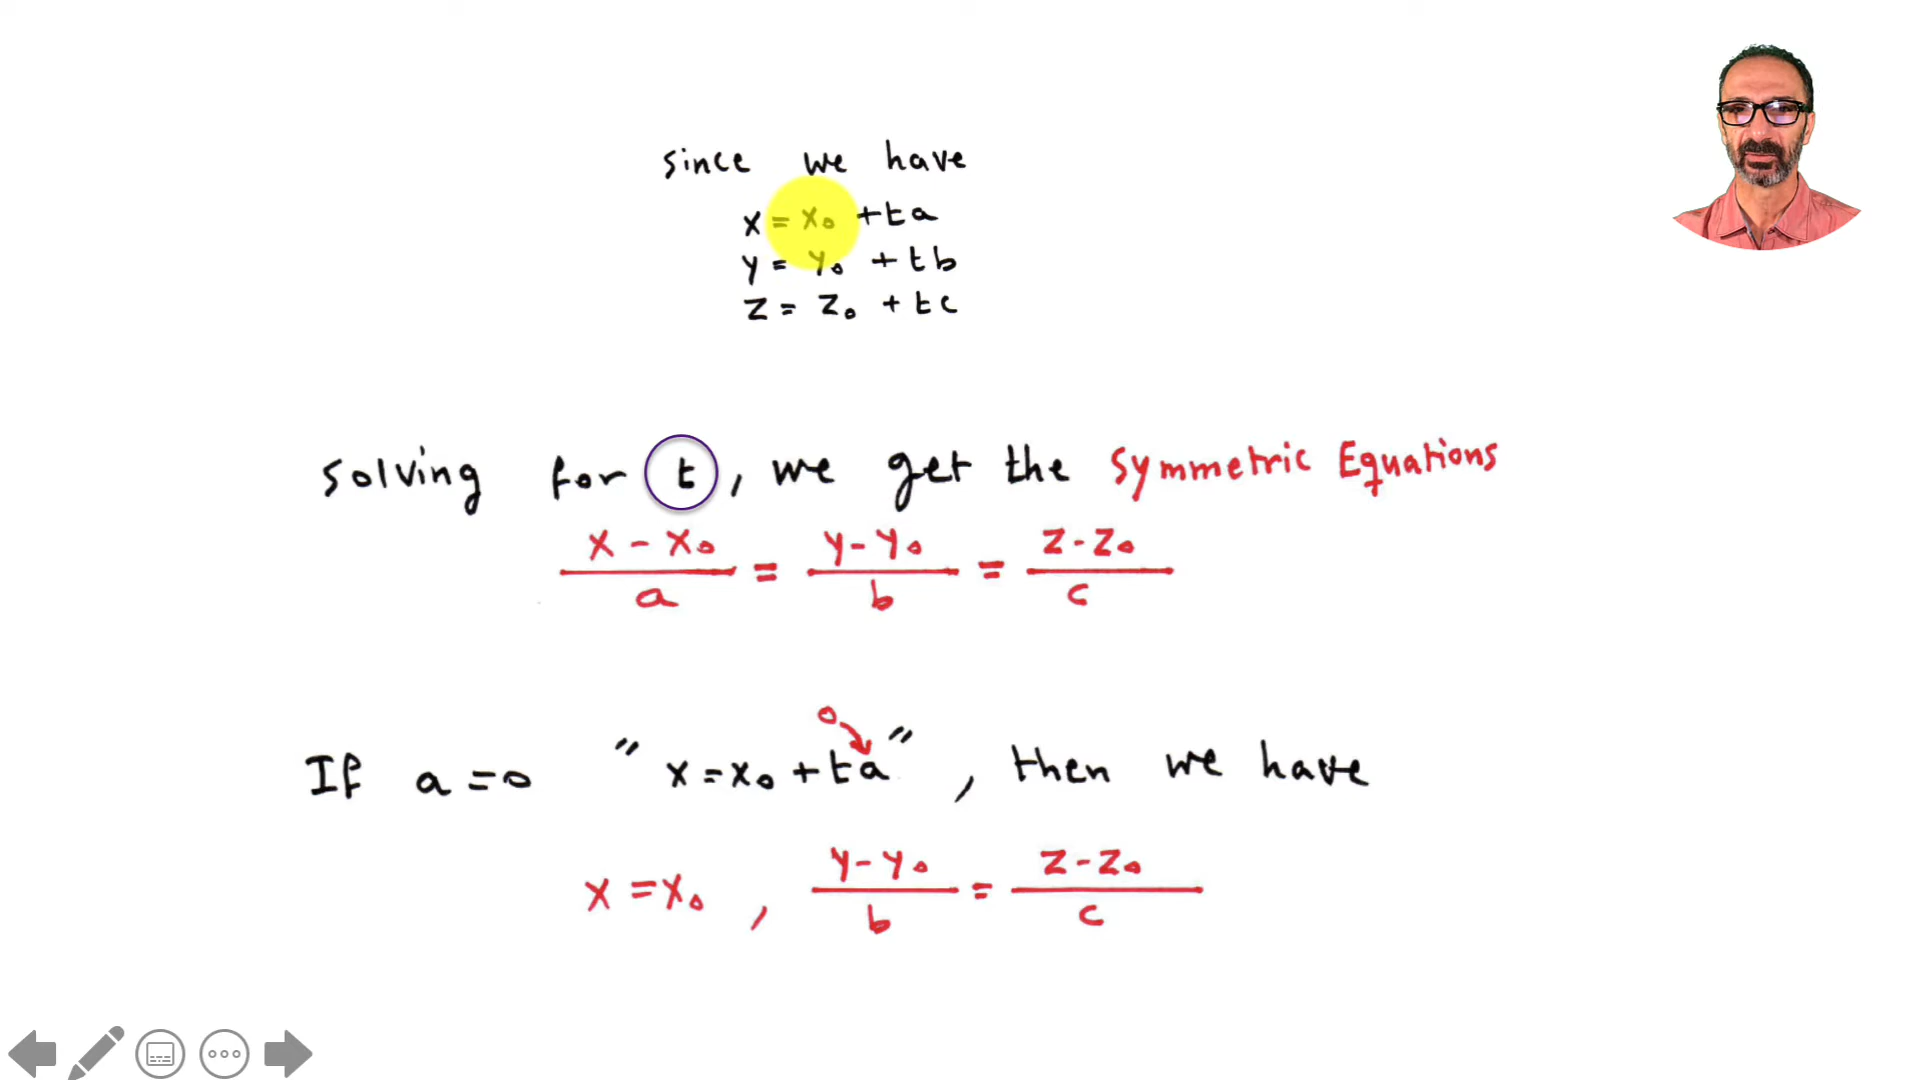 since we have
x = x₀ + ta
y = y₀ + tb
z = z₀ + tc
solving for t, we get the Symmetric Equations
(x - x₀)/a = (y - y₀)/b = (z - z₀)/c
If a = 0 "x = x₀ + ta" 0, then we have
x = x₀, (y - y₀)/b = (z - z₀)/c